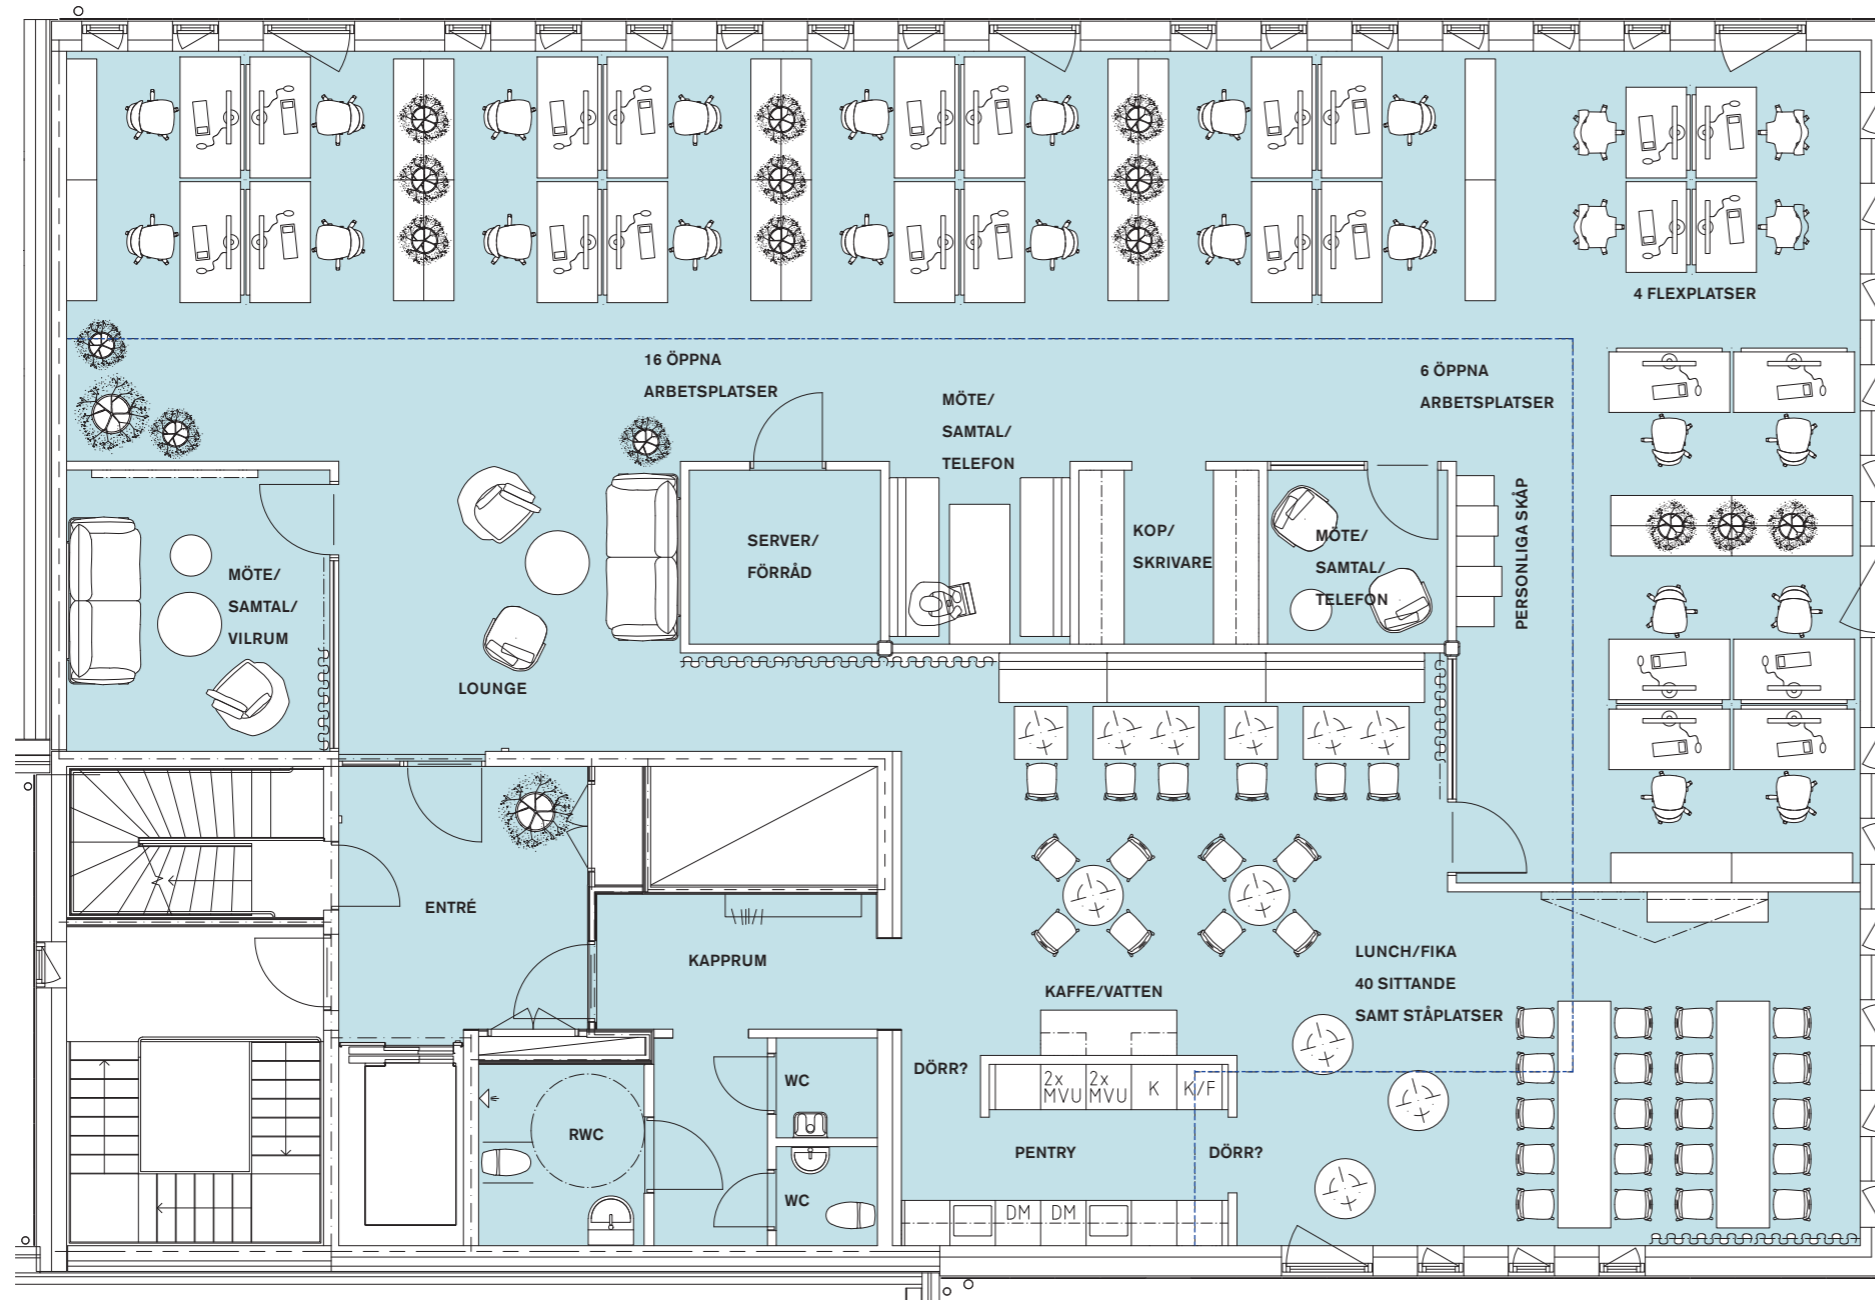 4 FLEXPLATSER
16 ÖPPNA
ARBETSPLATSER
6 ÖPPNA
ARBETSPLATSER
MÖTE/
SAMTAL/
TELEFON
SERVER/
FÖRRÅD
KOP/
SKRIVARE
MÖTE/
SAMTAL/
TELEFON
PERSONLIGA SKÅP
MÖTE/
SAMTAL/
VILRUM
LOUNGE
ENTRÉ
KAPPRUM
LUNCH/FIKA
40 SITTANDE
SAMT STÅPLATSER
KAFFE/VATTEN
DÖRR?
2x
MVU
2x
MVU
K
K/F
WC
RWC
PENTRY
DÖRR?
WC
DM
DM